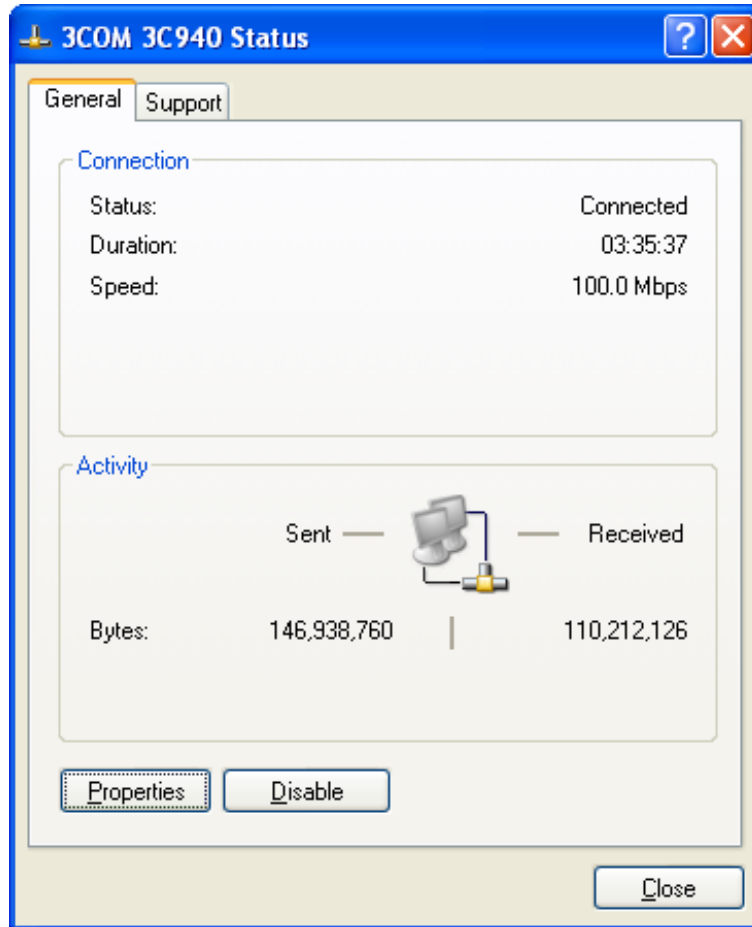 3COM 3C940 Status
General Support
Connection
Status: Connected
Duration: 03:35:37
Speed: 100.0 Mbps
Activity
Sent Received
Bytes: 146,938,760 110,212,126
Properties Disable
Close